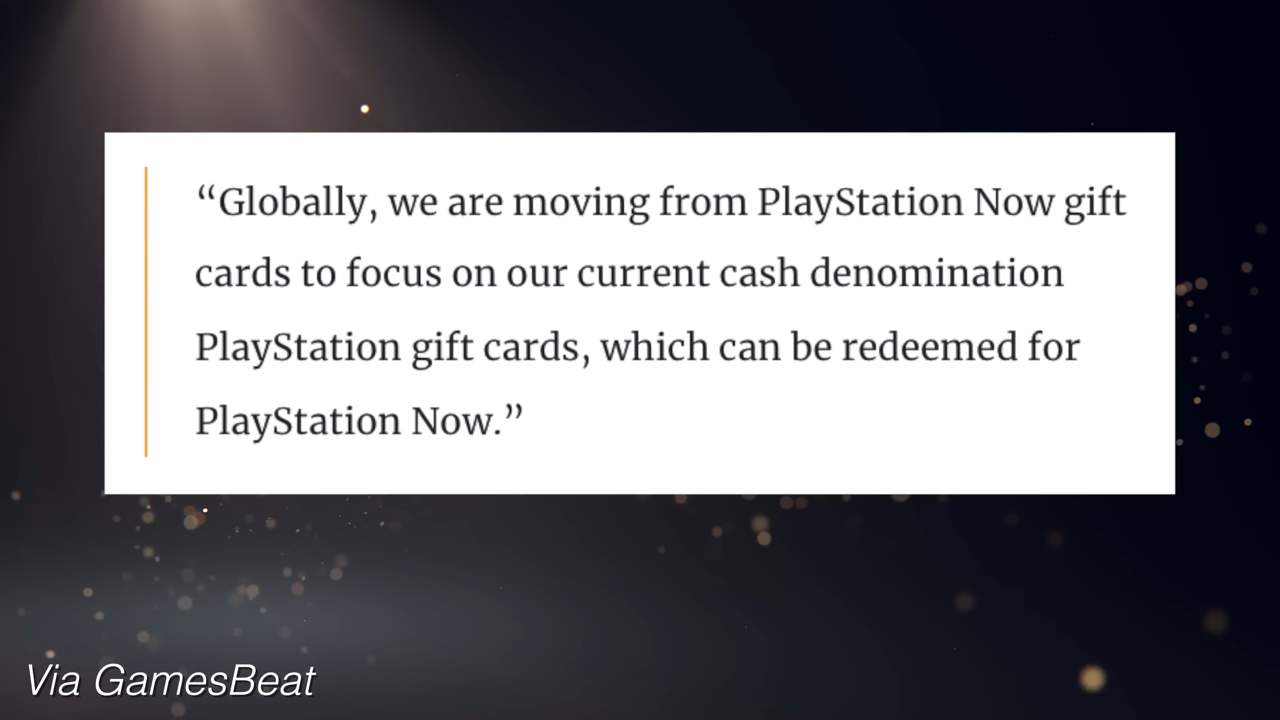 “Globally, we are moving from PlayStation Now gift
cards to focus on our current cash denomination
PlayStation gift cards, which can be redeemed for
PlayStation Now.”
Via GamesBeat